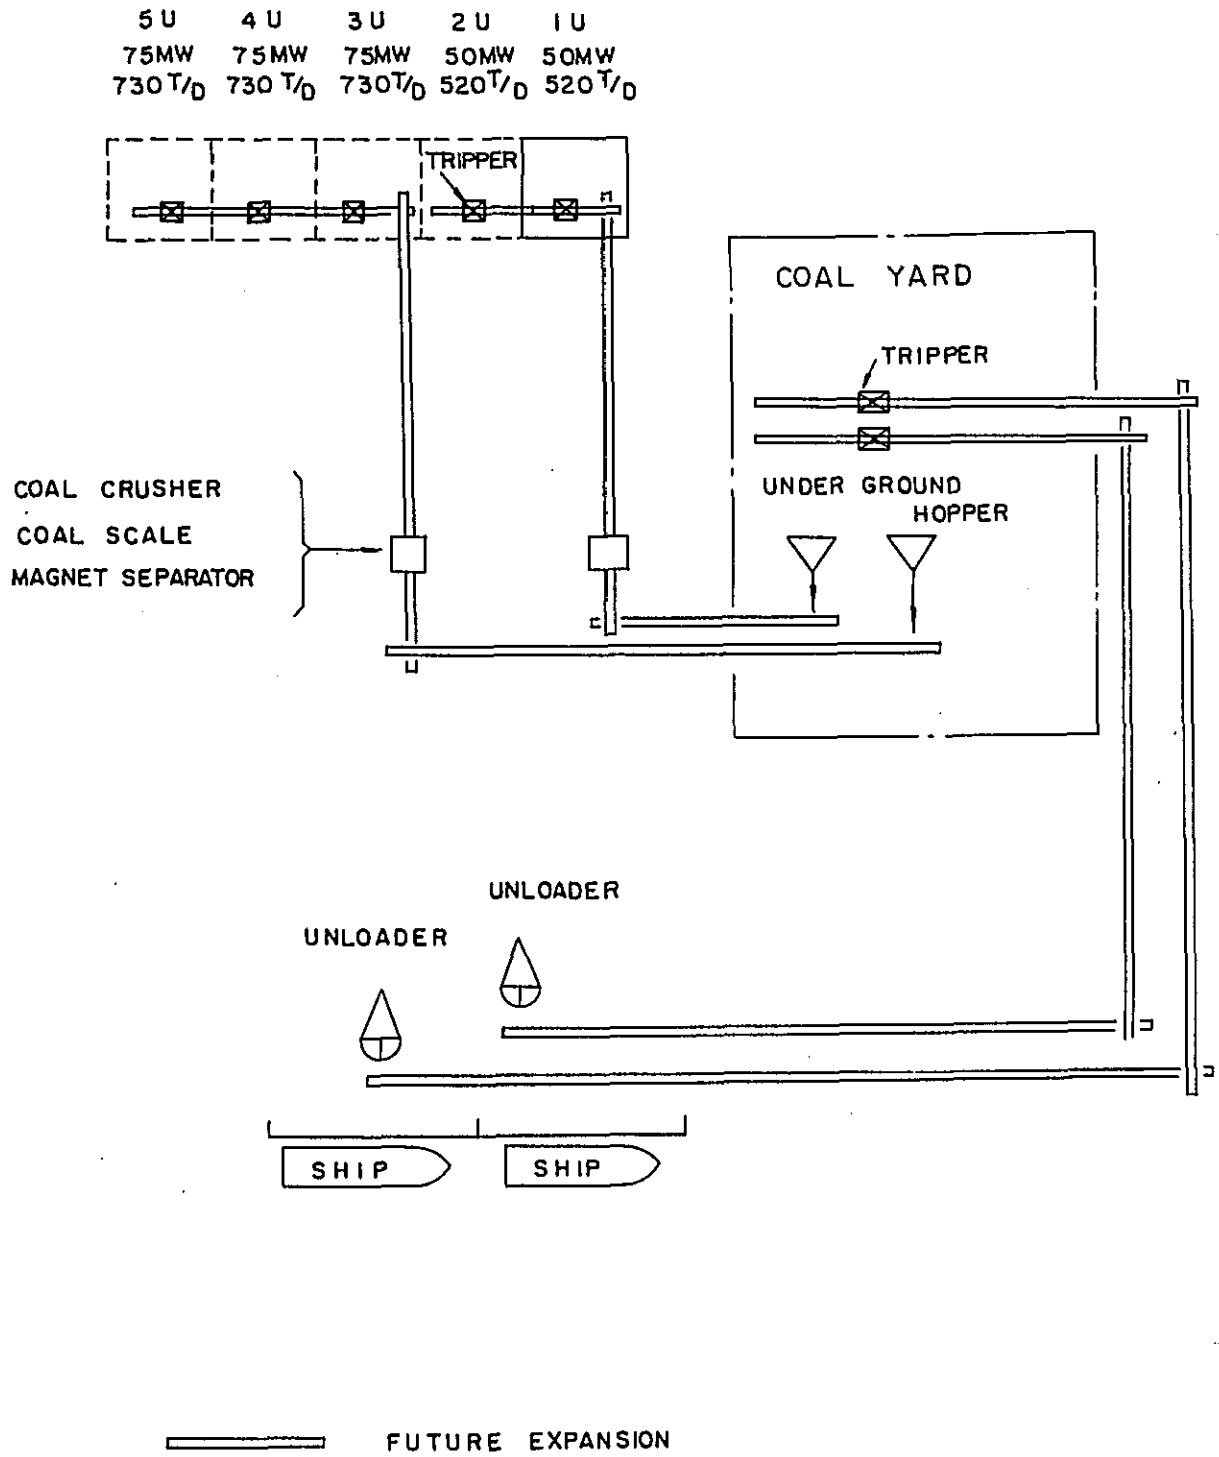 5U 4U 3U 2U 1U
75MW 75MW 75MW 50MW 50MW
730T/D 730T/D 730T/D 520T/D 520T/D
TRIPPER
COAL YARD
TRIPPER
COAL CRUSHER
COAL SCALE
MAGNET SEPARATOR
UNDER GROUND
HOPPER
UNLOADER
UNLOADER
SHIP SHIP
FUTURE EXPANSION